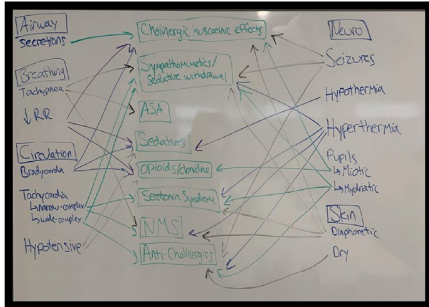 Airway
Secretions
Breathing
Tachypnea
↓RR
Circulation
Bradycardia
Tachycardia
↳narrow-complex
↳wide-complex
Hypotensive
Cholinergic muscarinic effects
Sympathomimetics/
Sedative withdrawal
ASA
Sedatives
Opioids/clonidine
Serotonin Syndrome
NMS
Anti-Cholinergics
Neuro
Seizures
Hypothermia
Hyperthermia
Pupils
↳Miotic
↳Mydriatic
Skin
Diaphoretic
Dry